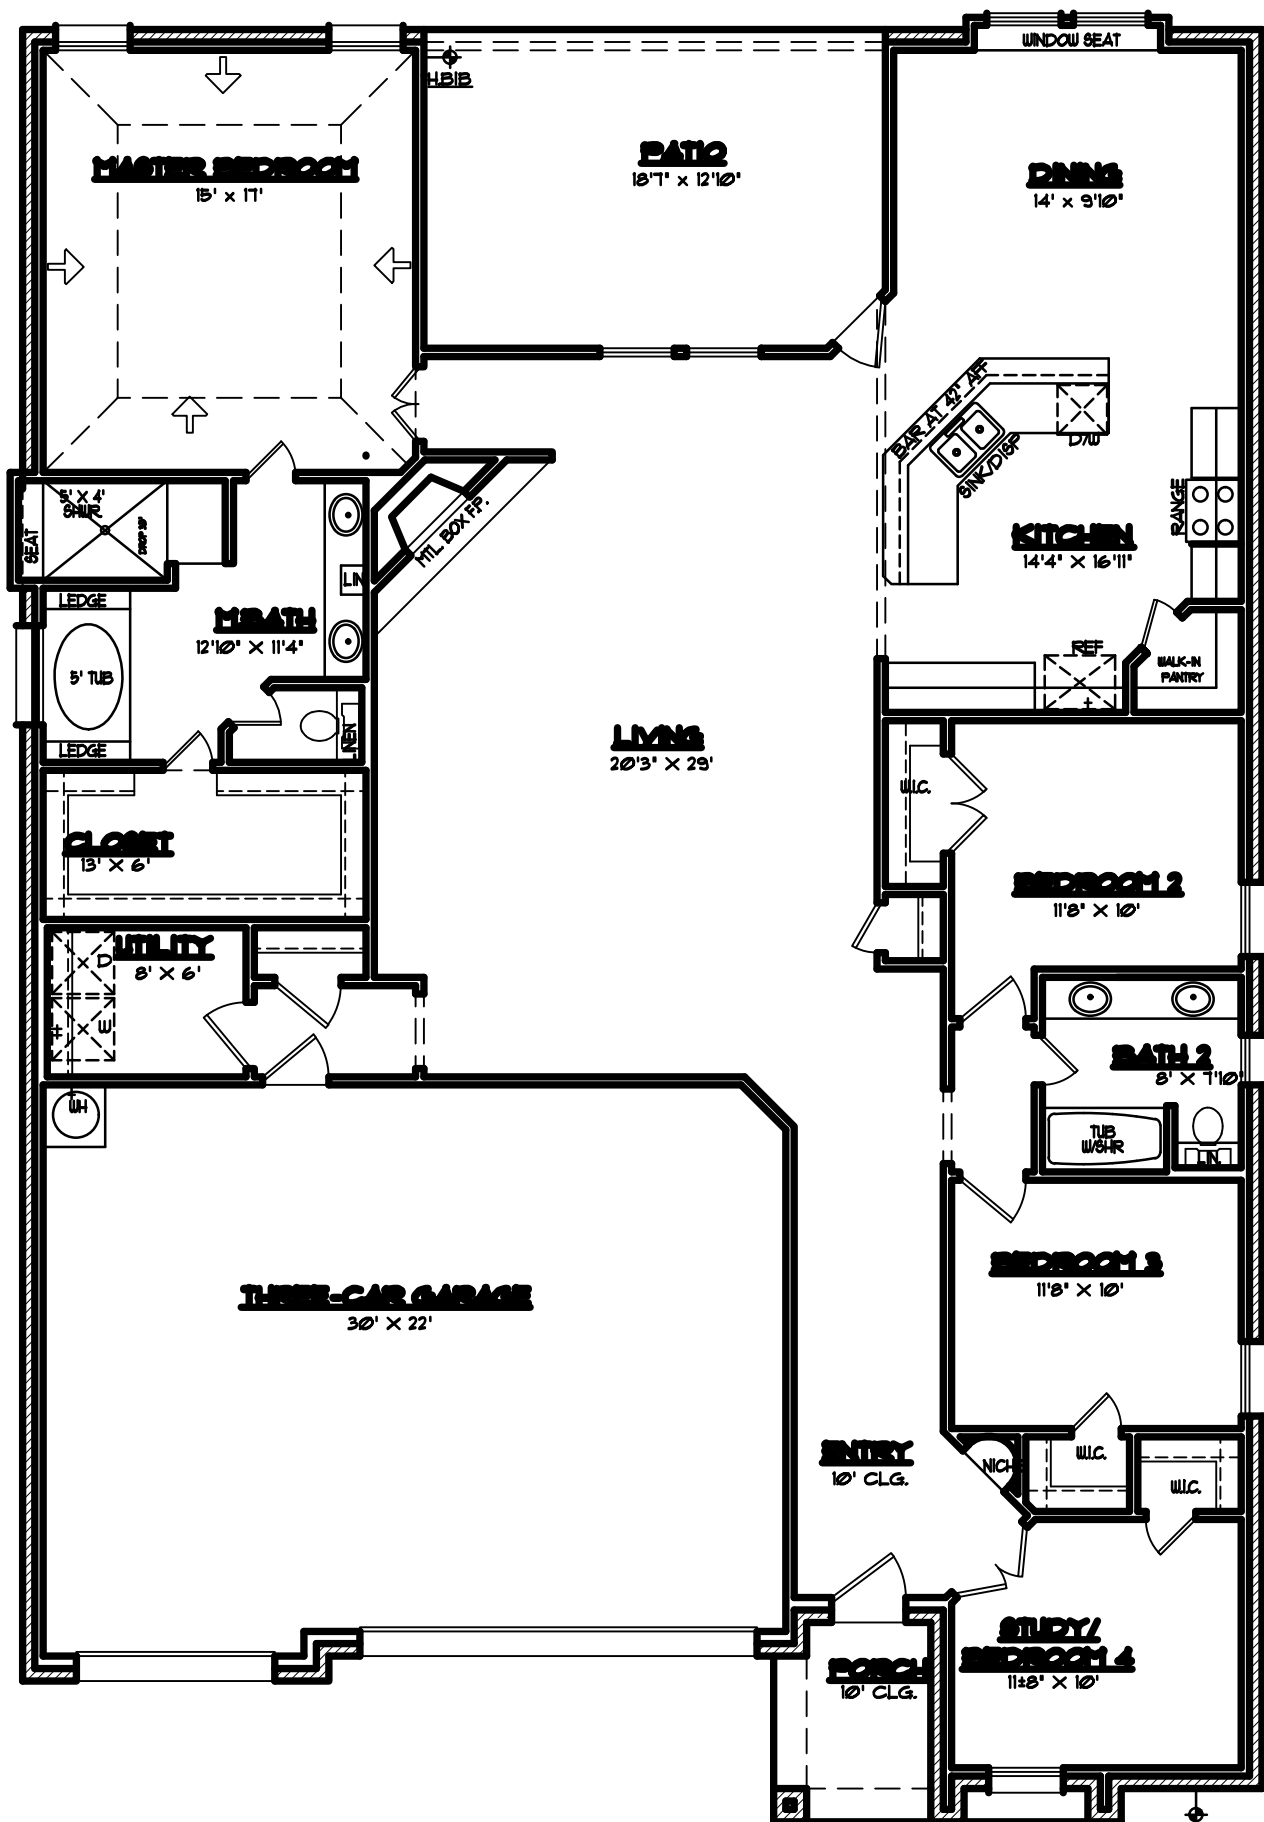 WINDOW SEAT
H.BIB
MASTER BEDROOM
15' x 17'
PATIO
18'7" x 12'10"
DINING
14' x 9'10"
BAR AT 42" AFF
D/W
SINK/DISP
RANGE
KITCHEN
14'4" x 16'11"
5' X 4'
SHWR
SEAT
MTL. BOX F.P.
LIN
LEDGE
M.BATH
12'10" X 11'4"
5' TUB
LEDGE
LINEN
REF
WALK-IN
PANTRY
LIVING
20'3" X 29'
W.I.C.
CLOSET
13' X 6'
BEDROOM 2
11'8" X 10'
UTILITY
8' X 6'
D
W
WH
BATH 2
8' X 7'10"
TUB
W/SHR
LIN.
BEDROOM 3
11'8" X 10'
THREE-CAR GARAGE
30' X 22'
ENTRY
10' CLG.
NICHE
W.I.C.
W.I.C.
STUDY/
BEDROOM 4
11±8" X 10'
PORCH
10' CLG.